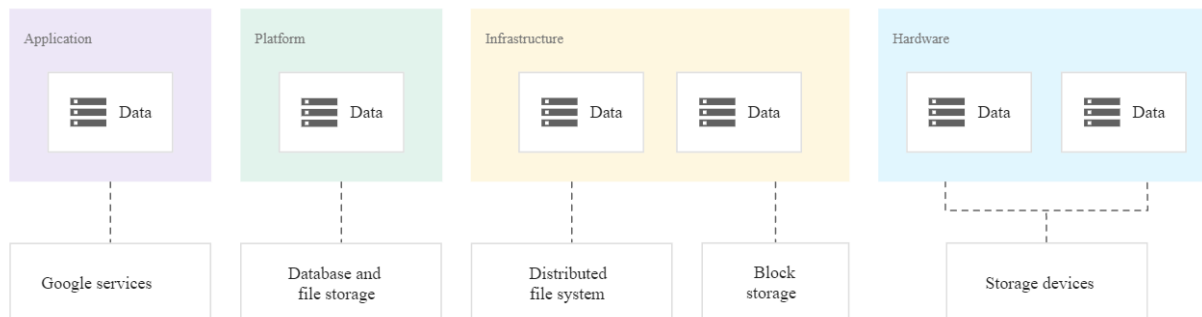 Application
Platform
Infrastructure
Hardware
Data
Data
Data
Data
Data
Data
Google services
Database and
file storage
Distributed
file system
Block
storage
Storage devices